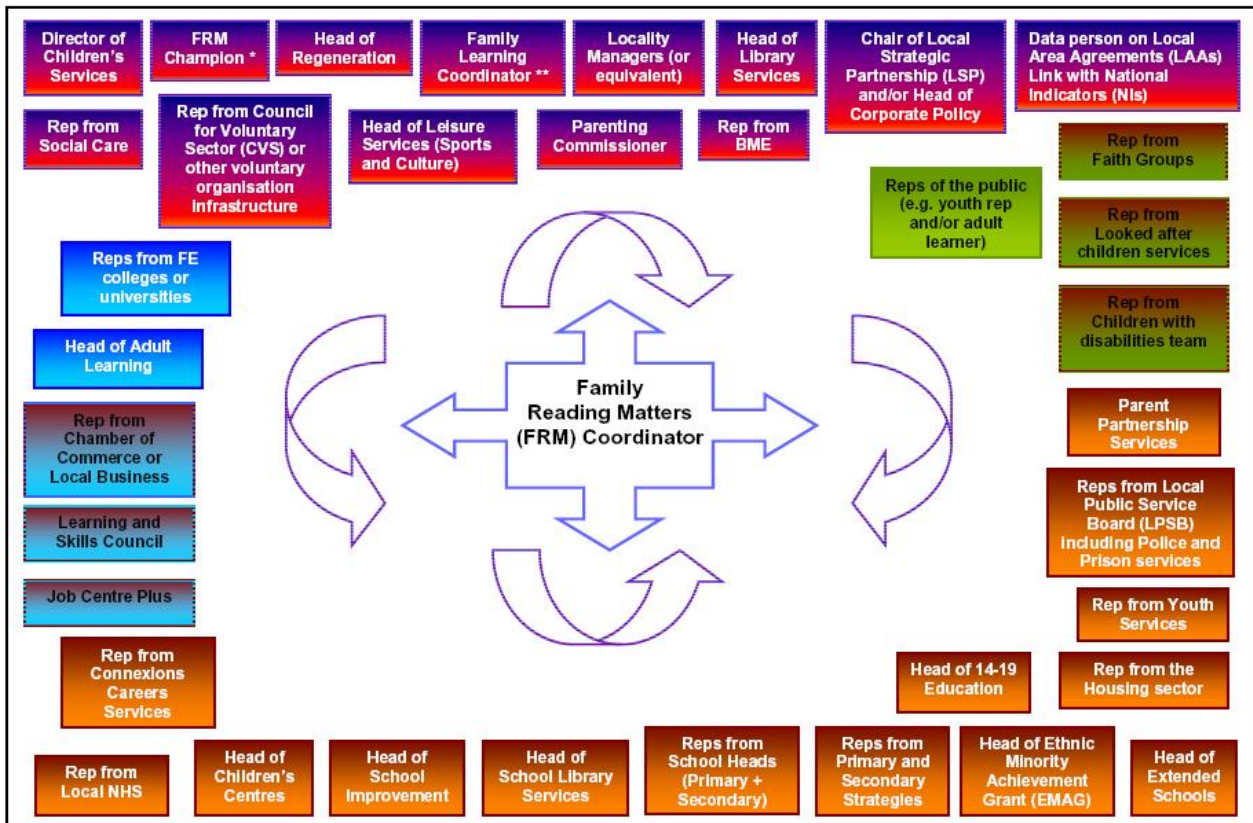 Director of
Children's
Services
FRM
Champion *
Head of
Regeneration
Family
Learning
Coordinator **
Locality
Managers (or
equivalent)
Head of
Library
Services
Chair of Local
Strategic
Partnership (LSP)
and/or Head of
Corporate Policy
Data person on Local
Area Agreements (LAAs)
Link with National
Indicators (NIs)
Rep from
Social Care
Rep from Council
for Voluntary
Sector (CVS) or
other voluntary
organisation
infrastructure
Head of Leisure
Services (Sports
and Culture)
Parenting
Commissioner
Rep from
BME
Rep from
Faith Groups
Reps of the public
(e.g. youth rep
and/or adult
learner)
Rep from
Looked after
children services
Reps from FE
colleges or
universities
Rep from
Children with
disabilities team
Head of Adult
Learning
Family
Reading Matters
(FRM) Coordinator
Rep from
Chamber of
Commerce or
Local Business
Parent
Partnership
Services
Learning and
Skills Council
Reps from Local
Public Service
Board (LPSB)
including Police and
Prison services
Job Centre Plus
Rep from Youth
Services
Rep from
Connexions
Careers
Services
Head of 14-19
Education
Rep from the
Housing sector
Rep from
Local NHS
Head of
Children's
Centres
Head of
School
Improvement
Head of
School Library
Services
Reps from
School Heads
(Primary +
Secondary)
Reps from
Primary and
Secondary
Strategies
Head of Ethnic
Minority
Achievement
Grant (EMAG)
Head of
Extended
Schools